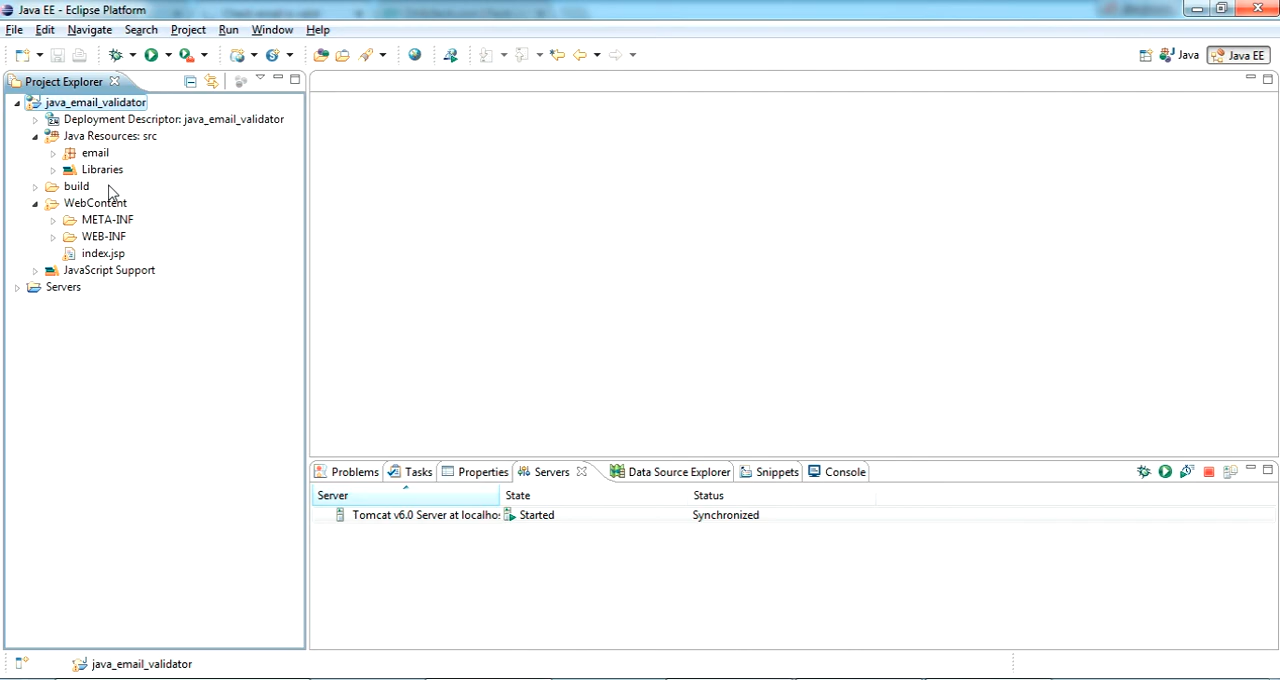 Java EE - Eclipse Platform
File Edit Navigate Search Project Run Window Help
Java Java EE
Project Explorer
java_email_validator
Deployment Descriptor: java_email_validator
Java Resources: src
email
Libraries
build
WebContent
META-INF
WEB-INF
index.jsp
JavaScript Support
Servers
Problems Tasks Properties Servers Data Source Explorer Snippets Console
Server State Status
Tomcat v6.0 Server at localho: Started Synchronized
java_email_validator